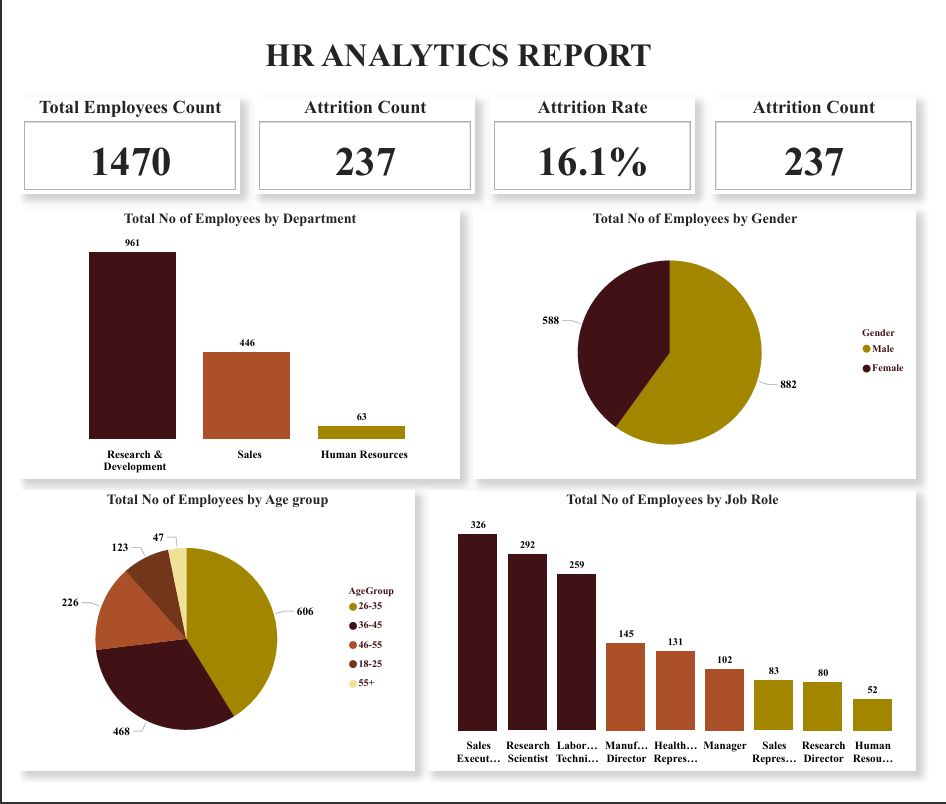 HR ANALYTICS REPORT
Total Employees Count
1470
Attrition Count
237
Attrition Rate
16.1%
Attrition Count
237
Total No of Employees by Department
961
446
63
Research &
Development
Sales
Human Resources
Total No of Employees by Gender
588
882
Gender
Male
Female
Total No of Employees by Age group
47
123
226
606
468
AgeGroup
26-35
36-45
46-55
18-25
55+
Total No of Employees by Job Role
326
292
259
145
131
102
83
80
52
Sales
Execut...
Research
Scientist
Labor...
Techni...
Manuf...
Director
Health...
Repres...
Manager
Sales
Repres...
Research
Director
Human
Resou...